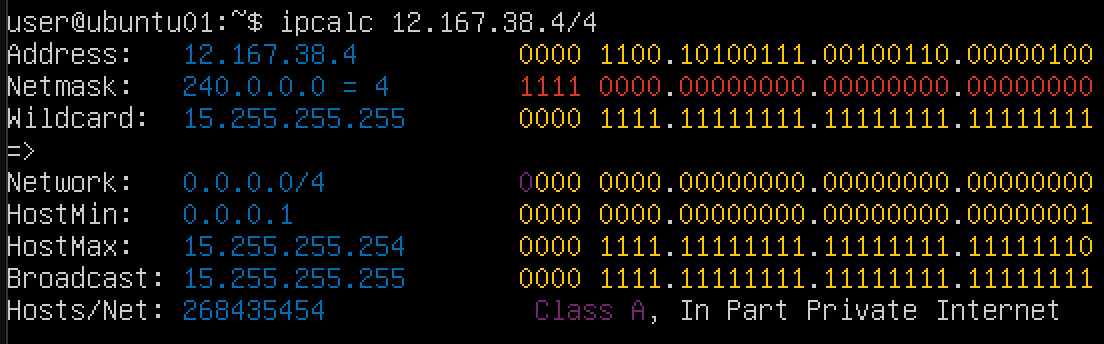 user@ubuntu01:~$ ipcalc 12.167.38.4/4
Address:   12.167.38.4          0000 1100.10100111.00100110.00000100
Netmask:   240.0.0.0 = 4        1111 0000.00000000.00000000.00000000
Wildcard:  15.255.255.255       0000 1111.11111111.11111111.11111111
=>
Network:   0.0.0.0/4            0000 0000.00000000.00000000.00000000
HostMin:   0.0.0.1              0000 0000.00000000.00000000.00000001
HostMax:   15.255.255.254       0000 1111.11111111.11111111.11111110
Broadcast: 15.255.255.255       0000 1111.11111111.11111111.11111111
Hosts/Net: 268435454             Class A, In Part Private Internet